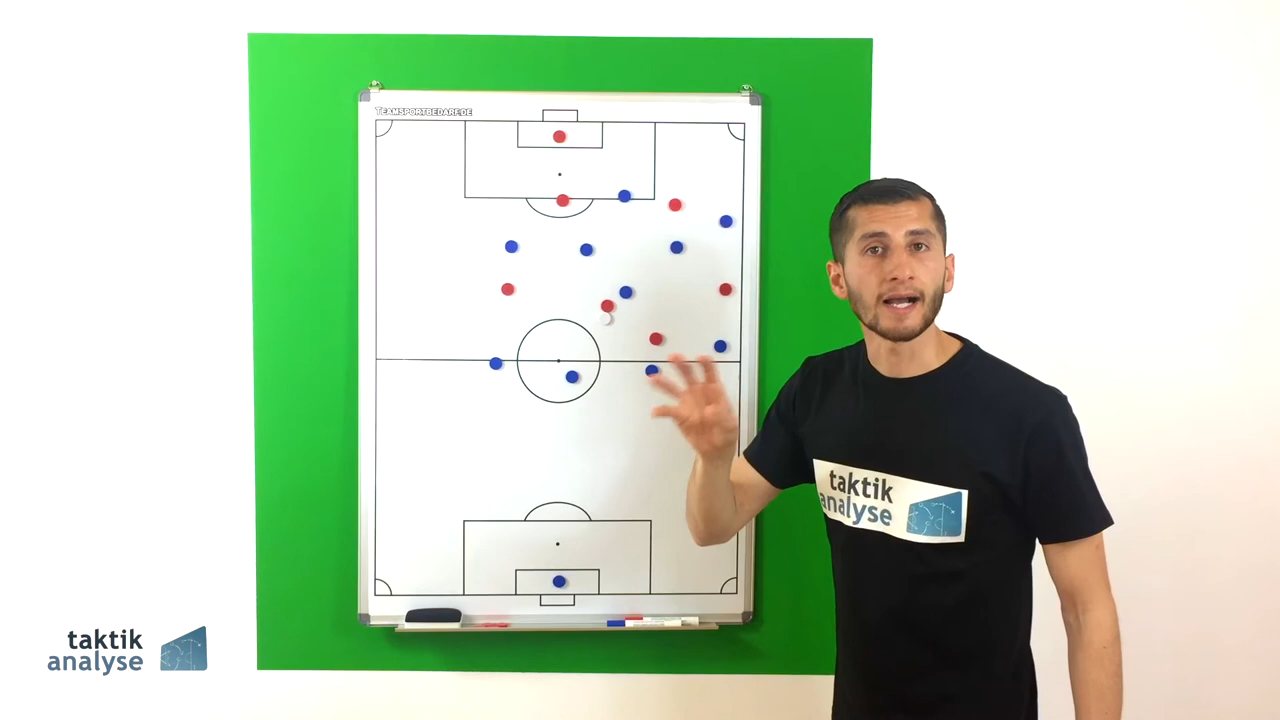 TEAMSPORTBEDARF.DE
taktik
analyse
taktik
analyse